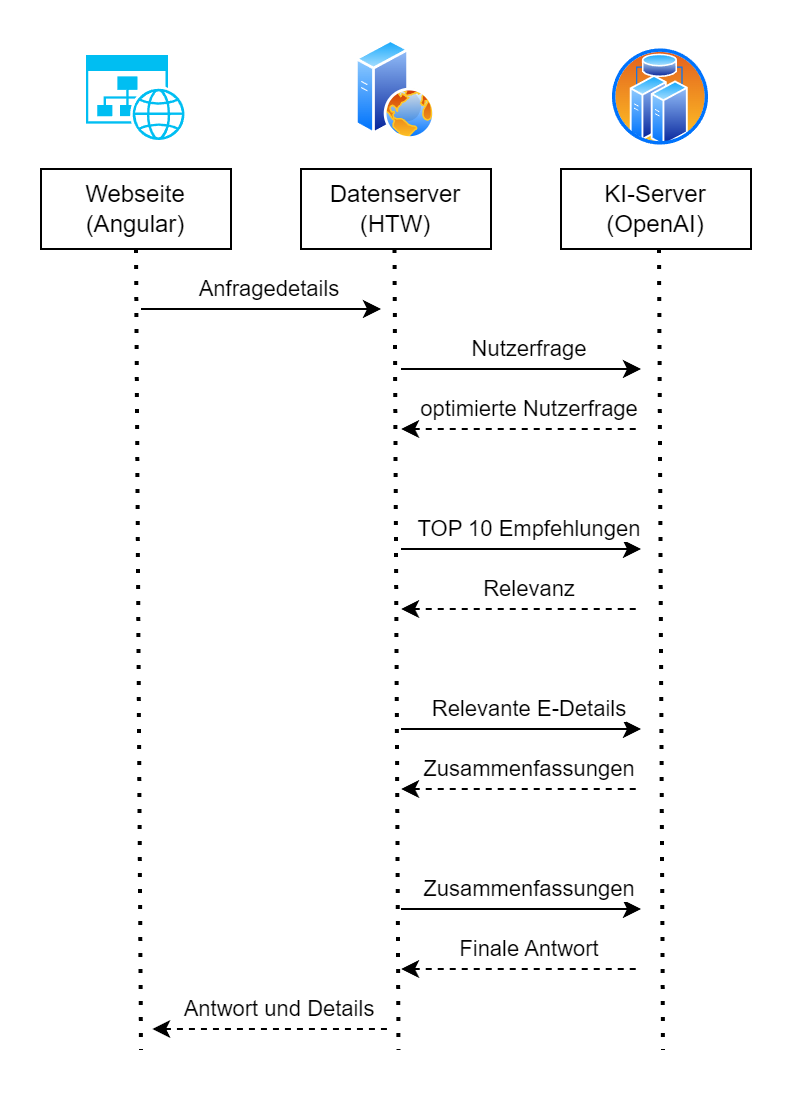 Webseite
(Angular)
Datenserver
(HTW)
KI-Server
(OpenAI)
Anfragedetails
Nutzerfrage
optimierte Nutzerfrage
TOP 10 Empfehlungen
Relevanz
Relevante E-Details
Zusammenfassungen
Zusammenfassungen
Finale Antwort
Antwort und Details